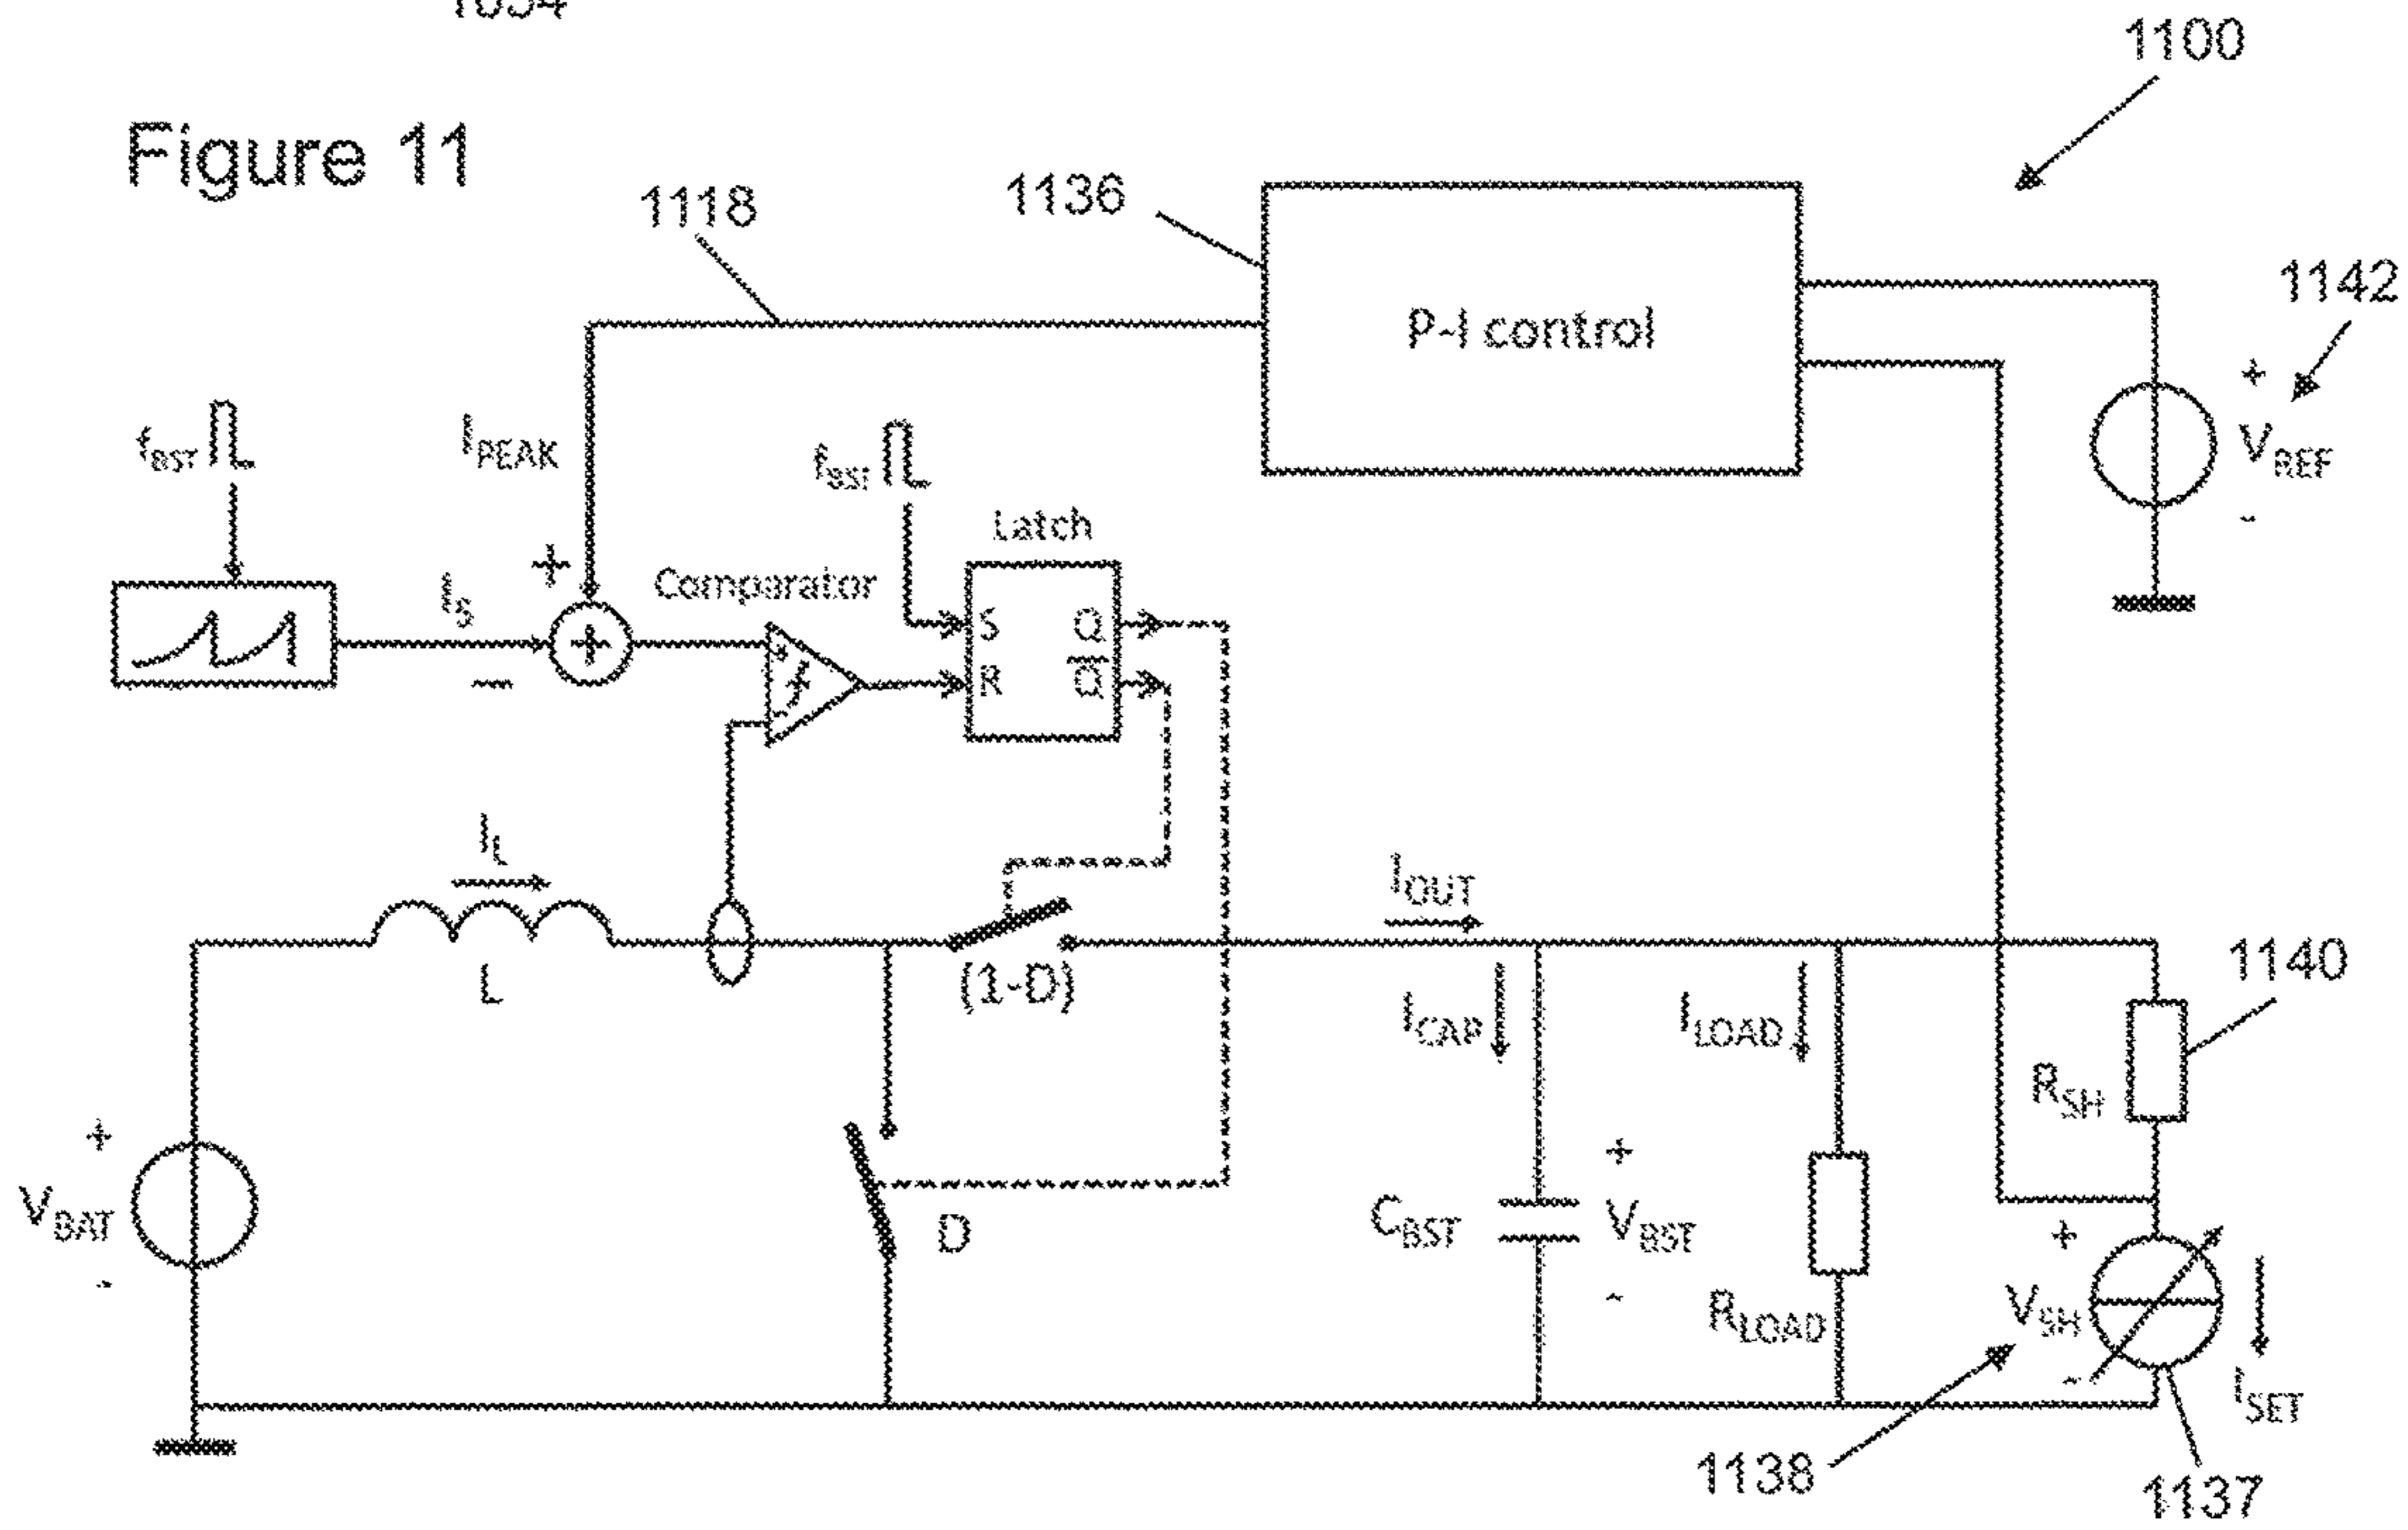 Figure 11
1100
1118
1136
P-I control
1142
+
V_REF
-
f_BST
I_PEAK
f_BST
Latch
+
I_S
Comparator
S
Q
R
Q̅
−
+
I_L
L
(1-D)
I_OUT
I_CAP
I_LOAD
1140
R_SH
+
V_BAT
-
D
C_BST
+
V_BST
-
R_LOAD
+
V_SH
-
I_SET
1138
1137